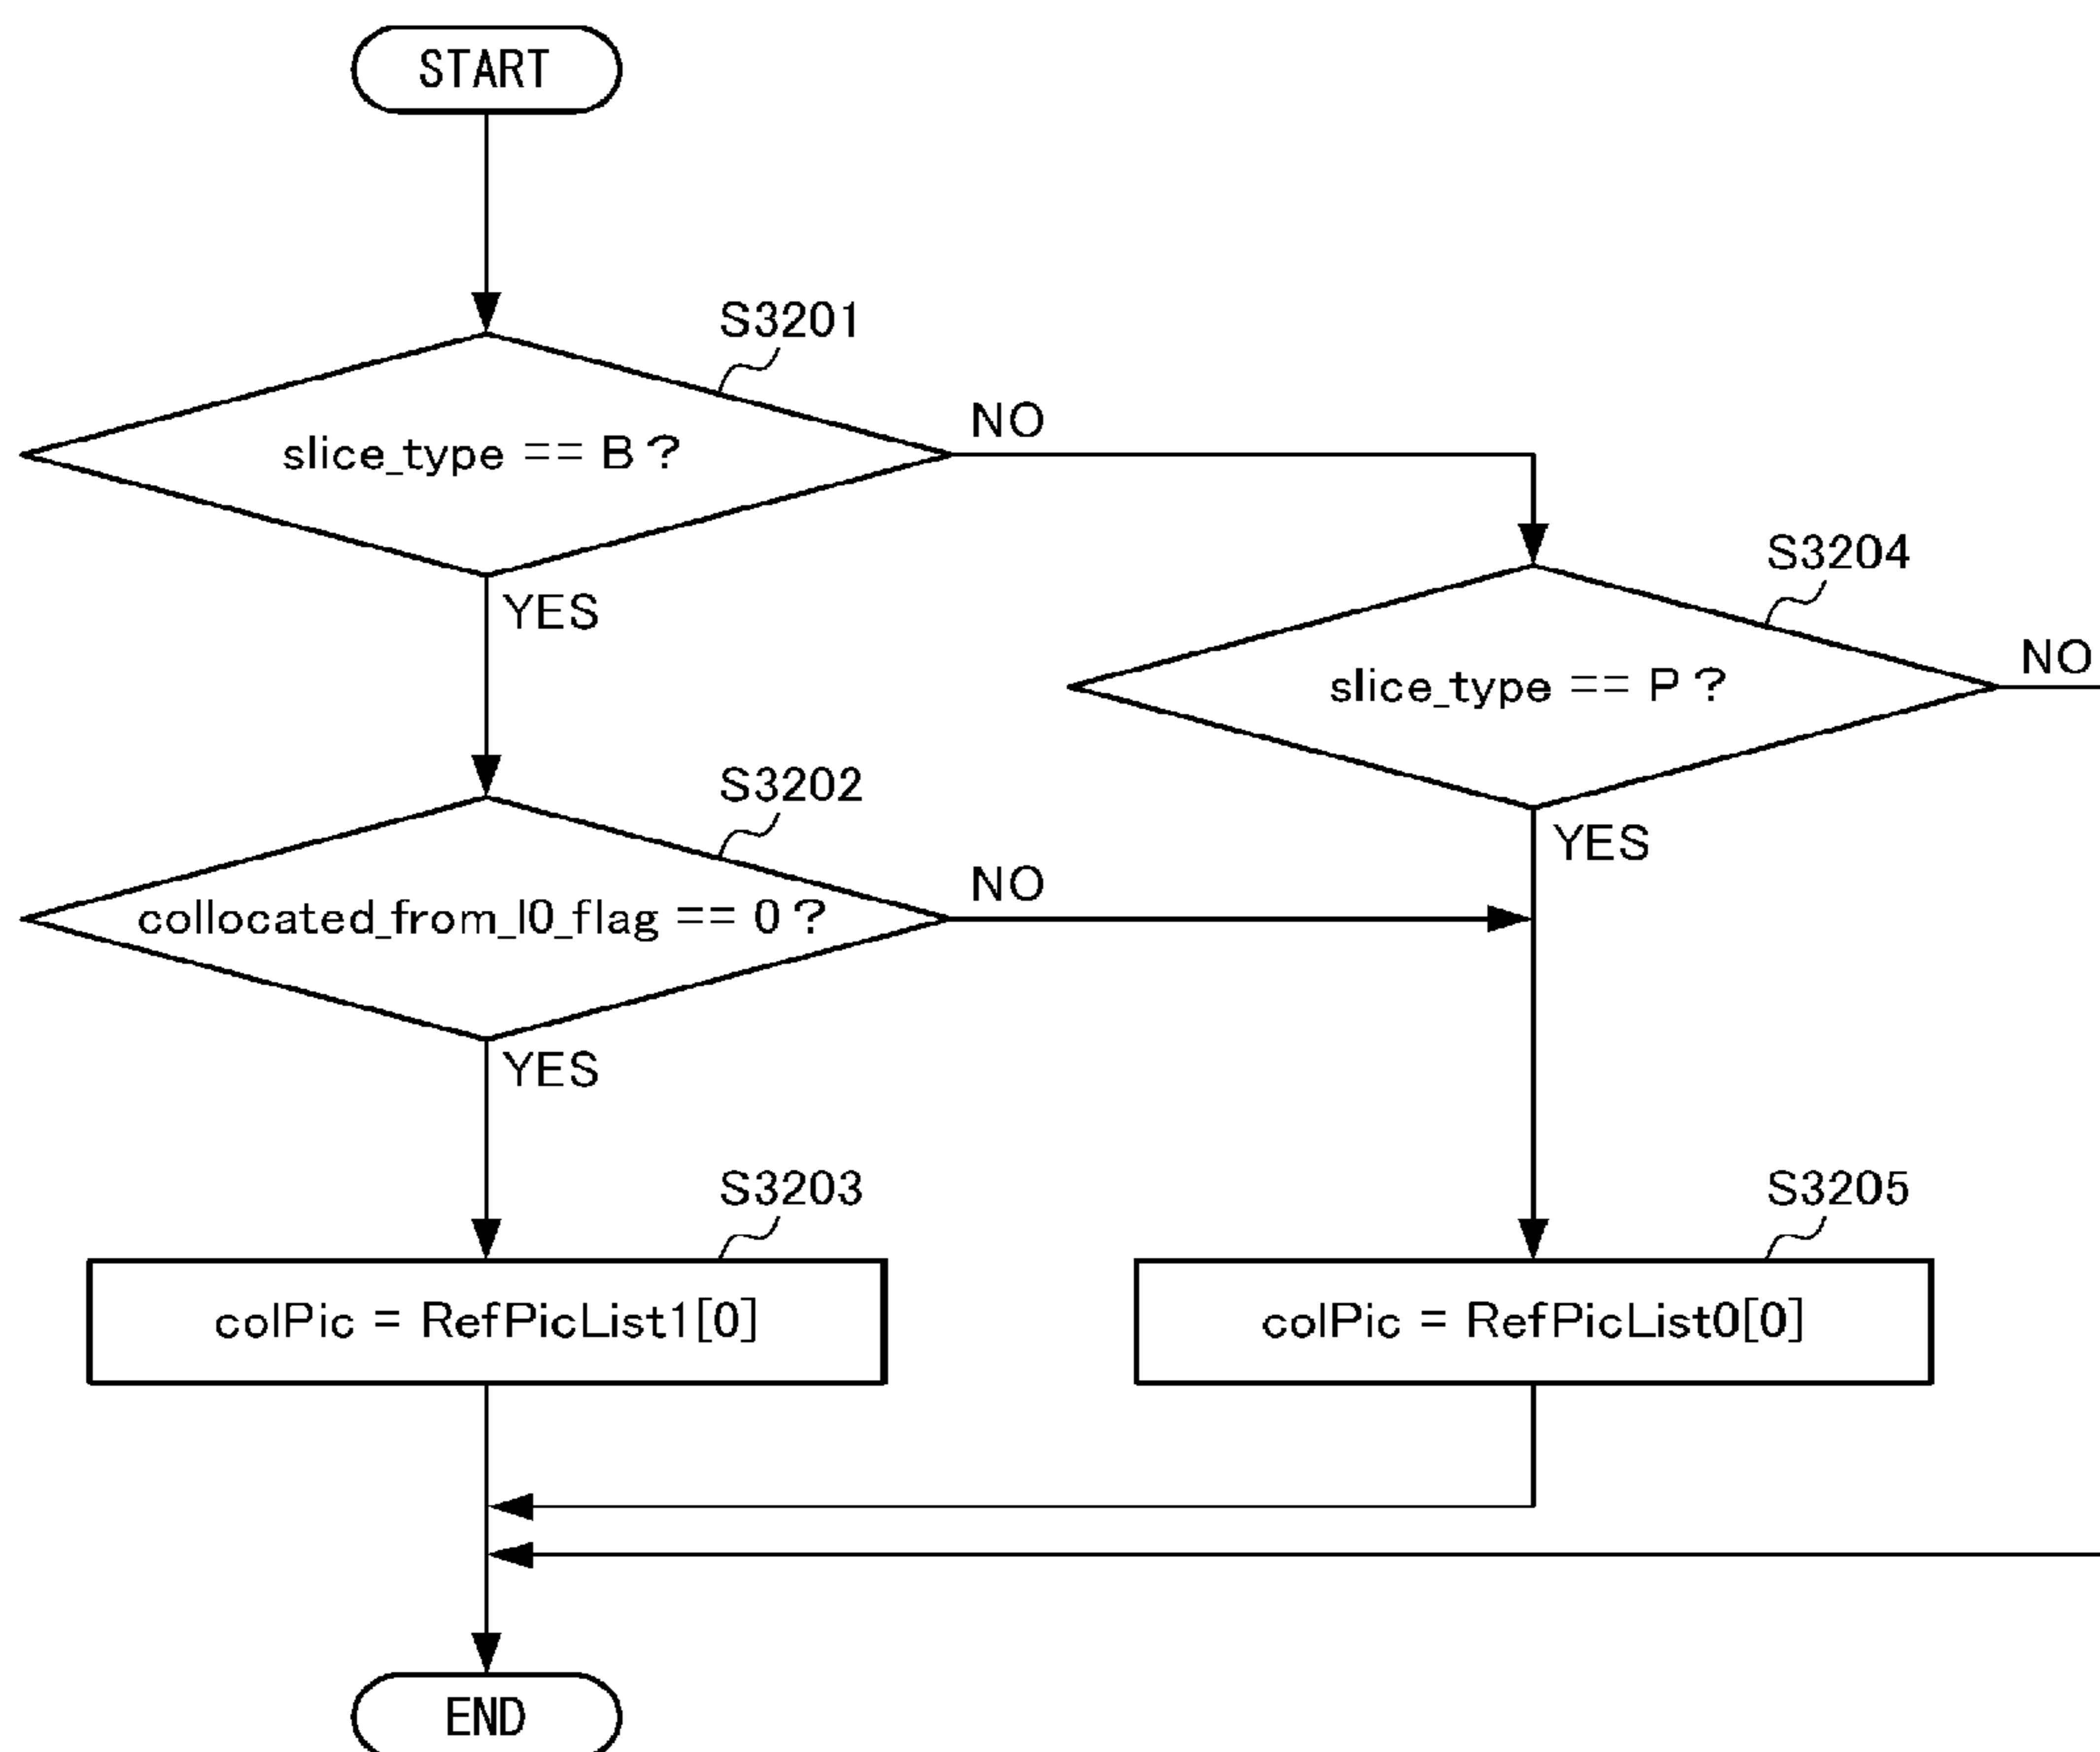 START
S3201
slice_type == B ?
NO
YES
S3204
slice_type == P ?
NO
YES
S3202
collocated_from_l0_flag == 0 ?
NO
YES
S3203
colPic = RefPicList1[0]
S3205
colPic = RefPicList0[0]
END